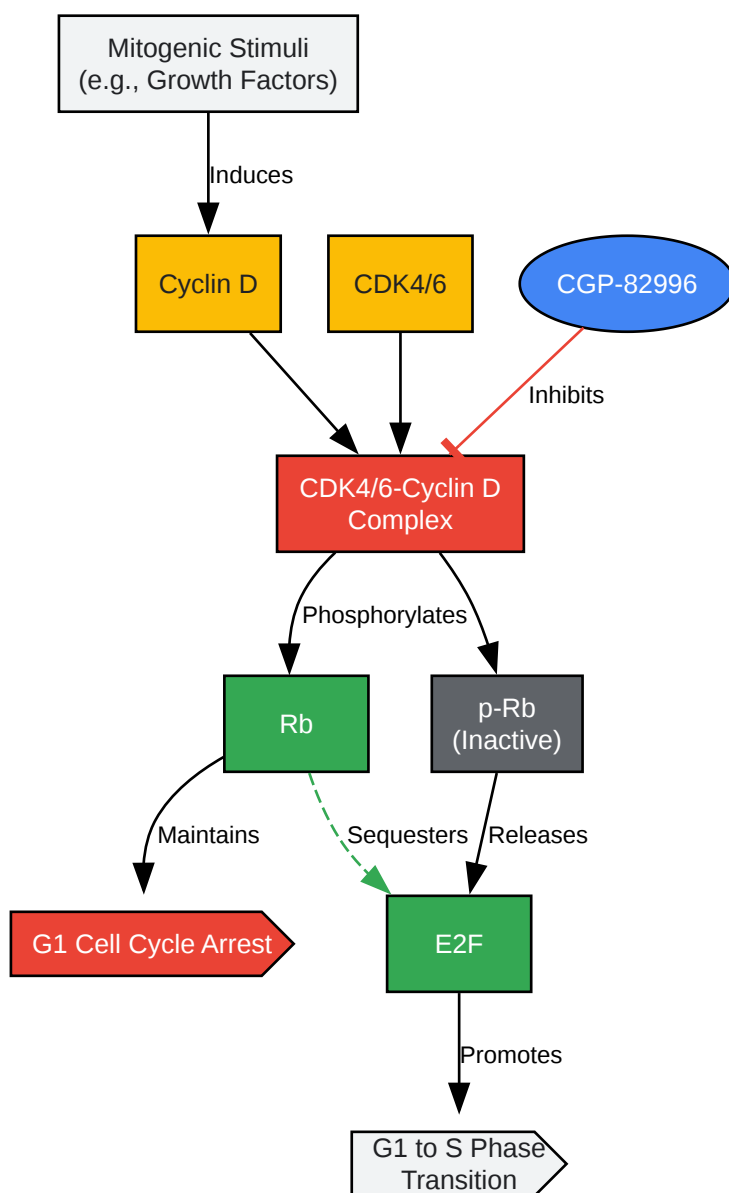 Mitogenic Stimuli
(e.g., Growth Factors)
Induces
Cyclin D
CDK4/6
CGP-82996
Inhibits
CDK4/6-Cyclin D
Complex
Phosphorylates
Rb
p-Rb
(Inactive)
Maintains
Sequesters
Releases
G1 Cell Cycle Arrest
E2F
Promotes
G1 to S Phase
Transition